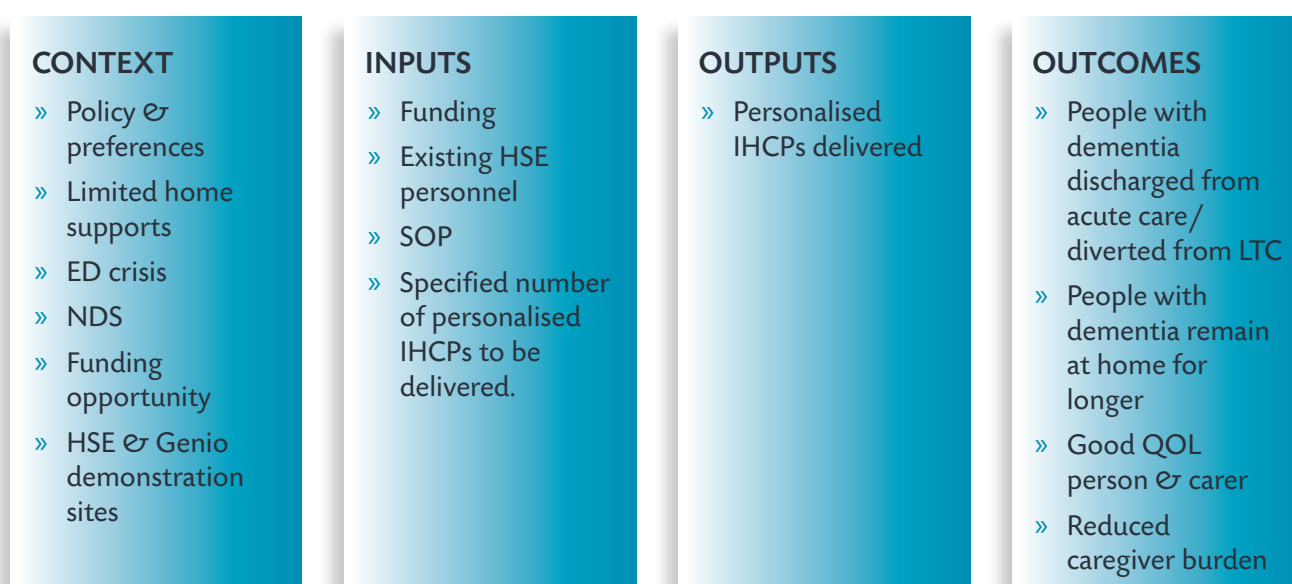 CONTEXT
» Policy &
preferences
» Limited home
supports
» ED crisis
» NDS
» Funding
opportunity
» HSE & Genio
demonstration
sites
INPUTS
» Funding
» Existing HSE
personnel
» SOP
» Specified number
of personalised
IHCPs to be
delivered.
OUTPUTS
» Personalised
IHCPs delivered
OUTCOMES
» People with
dementia
discharged from
acute care/
diverted from LTC
» People with
dementia remain
at home for
longer
» Good QOL
person & carer
» Reduced
caregiver burden